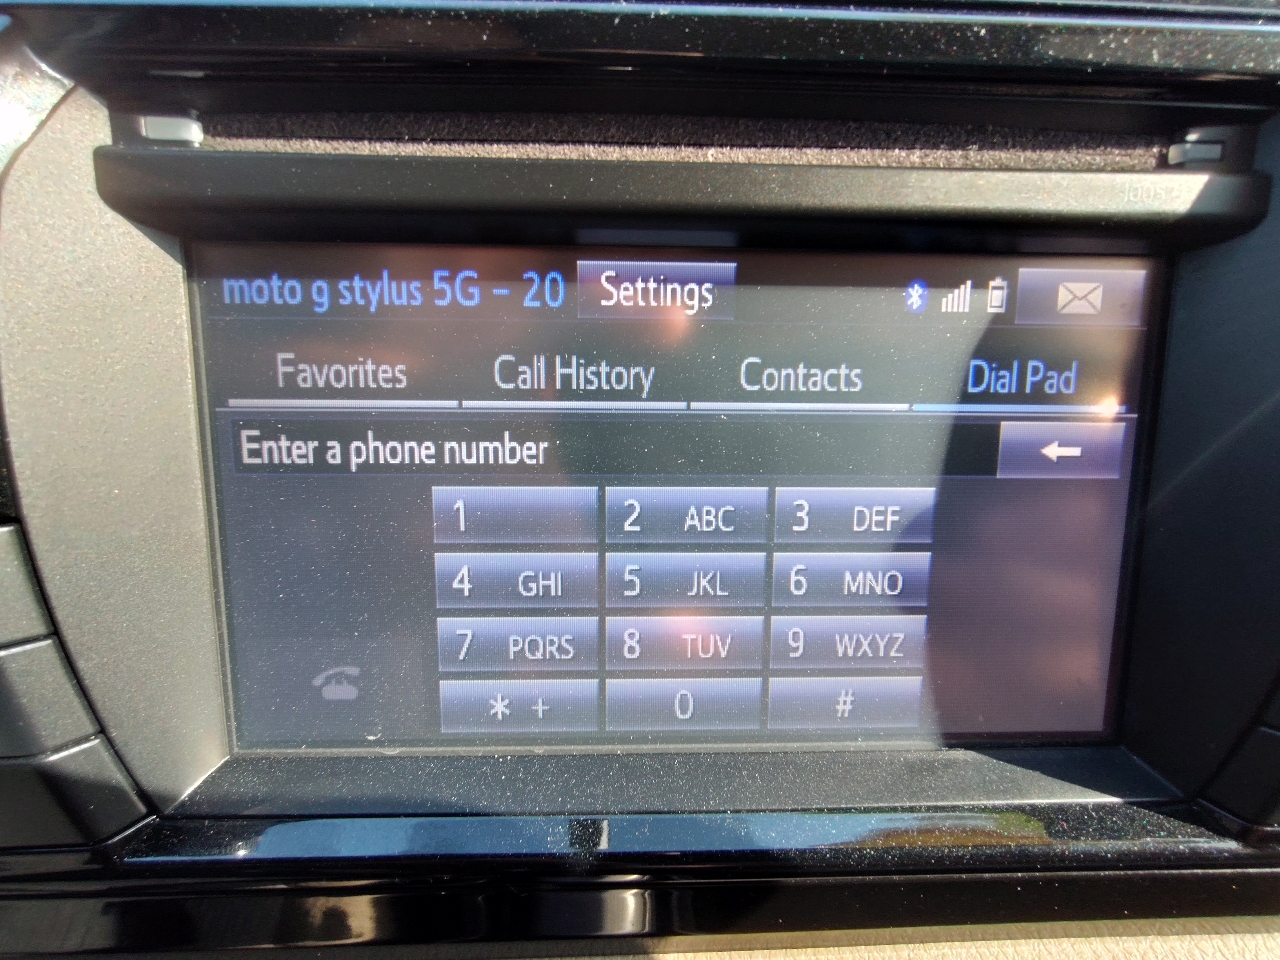 moto g stylus 5G - 20 Settings
Favorites Call History Contacts Dial Pad
Enter a phone number
1 2 ABC 3 DEF
4 GHI 5 JKL 6 MNO
7 PQRS 8 TUV 9 WXYZ
* + 0 #